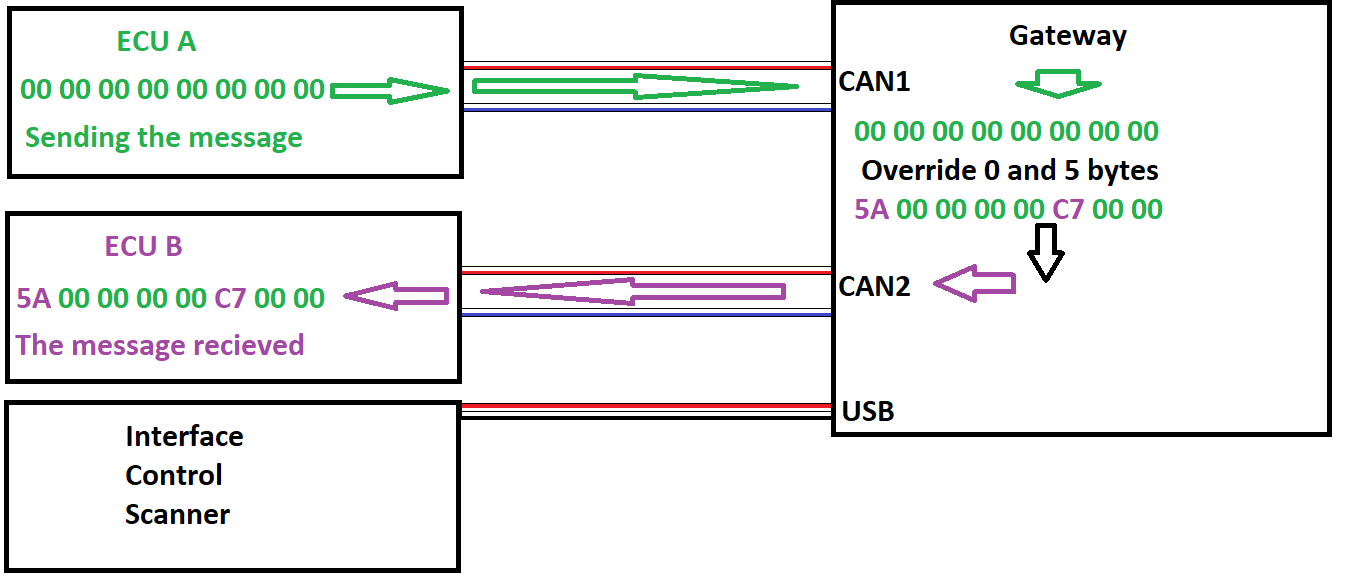 ECU A
00 00 00 00 00 00 00 00
Sending the message
ECU B
5A 00 00 00 00 C7 00 00
The message recieved
Interface
Control
Scanner
Gateway
CAN1
00 00 00 00 00 00 00 00
Override 0 and 5 bytes
5A 00 00 00 00 C7 00 00
CAN2
USB